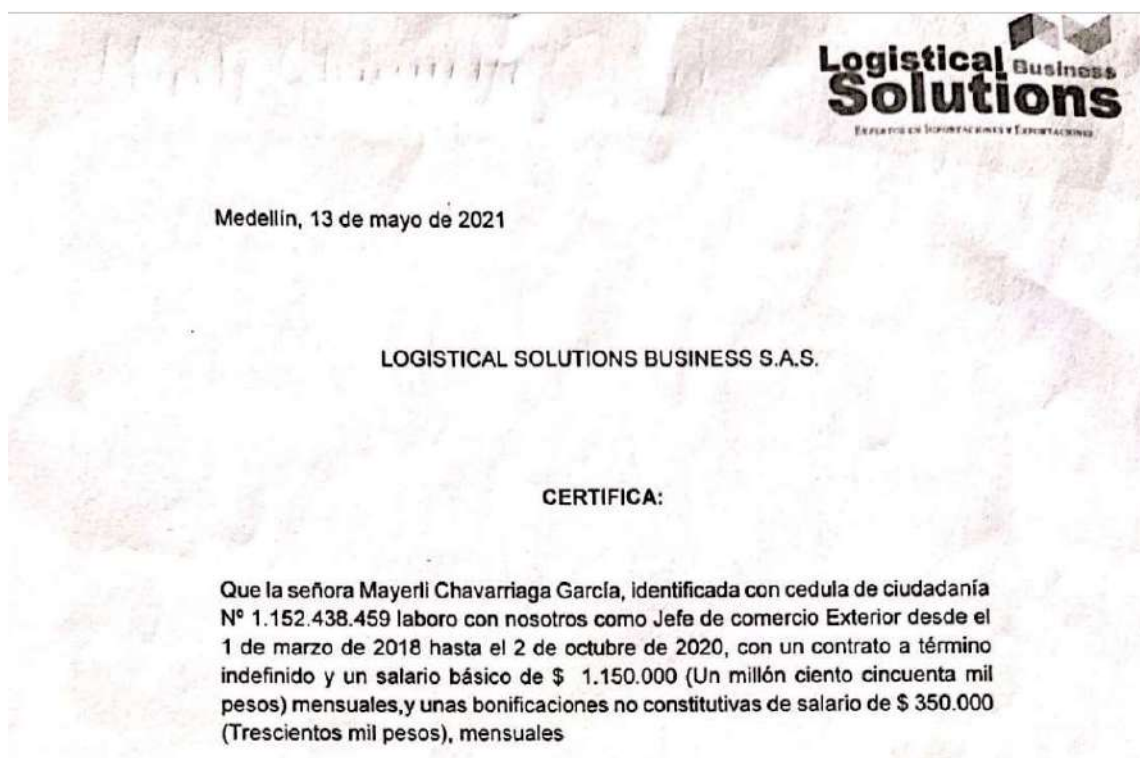 Logistical Business
Solutions
EXPERTOS EN IMPORTACIONES Y EXPORTACIONES
Medellín, 13 de mayo de 2021
LOGISTICAL SOLUTIONS BUSINESS S.A.S.
CERTIFICA:
Que la señora Mayerli Chavarriaga García, identificada con cedula de ciudadanía
Nº 1.152.438.459 laboro con nosotros como Jefe de comercio Exterior desde el
1 de marzo de 2018 hasta el 2 de octubre de 2020, con un contrato a término
indefinido y un salario básico de $ 1.150.000 (Un millón ciento cincuenta mil
pesos) mensuales,y unas bonificaciones no constitutivas de salario de $ 350.000
(Trescientos mil pesos), mensuales